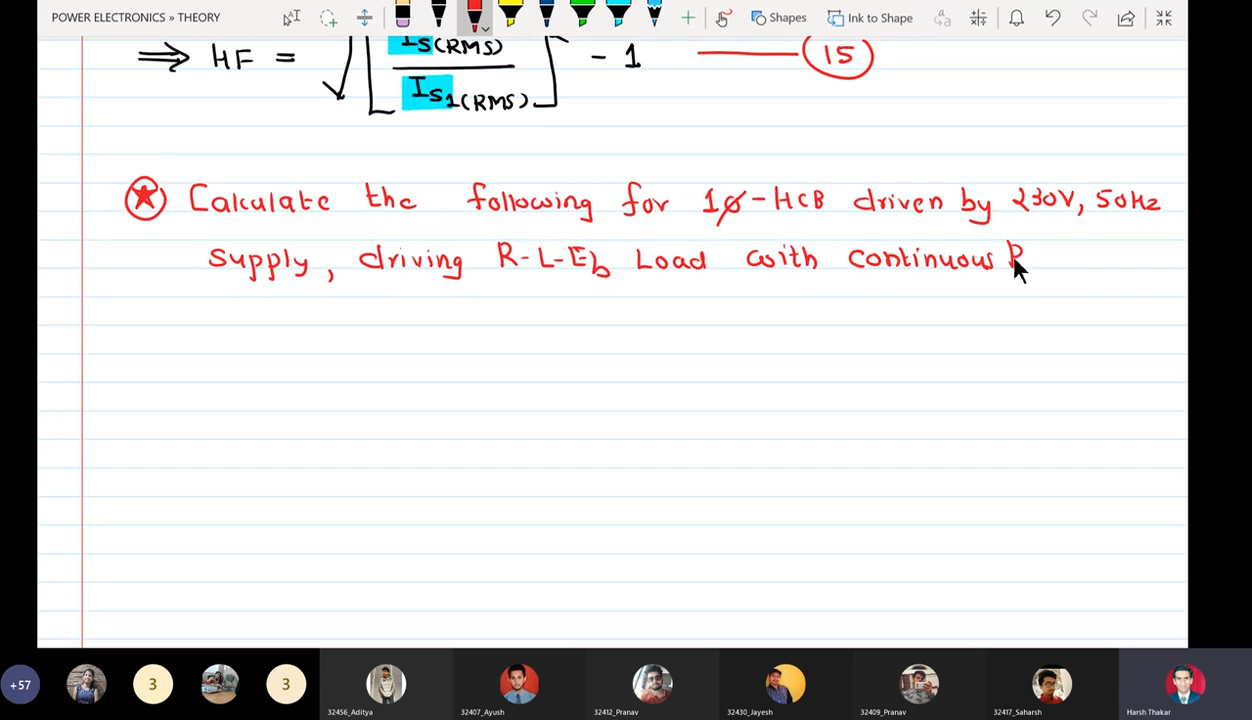 POWER ELECTRONICS » THEORY
Shapes
Ink to Shape
⟹ HF = √[ Is(RMS) / Is1(RMS) ] - 1 ——— 15
Calculate the following for 1ϕ-HCB driven by 230V, 50Hz
supply, driving R-L-Eb Load with continuous
+57
3
3
32456_Aditya
32407_Ayush
32412_Pranav
32430_Jayesh
32409_Pranav
32417_Saharsh
Harsh Thakar